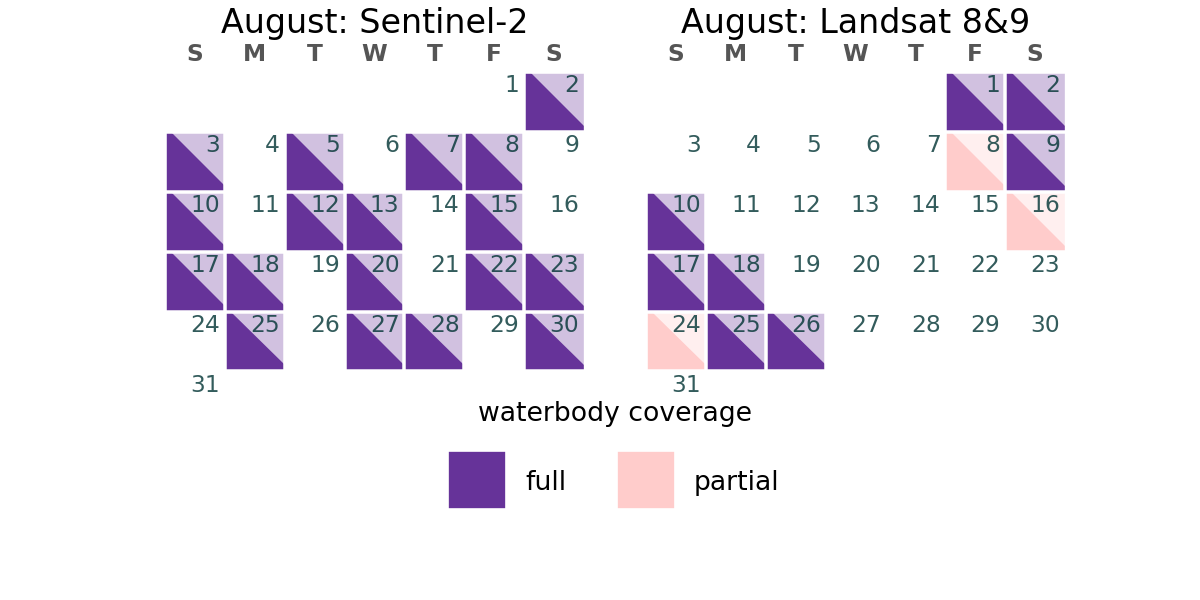 August: Sentinel-2
S M T W T F S
1 2
3 4 5 6 7 8 9
10 11 12 13 14 15 16
17 18 19 20 21 22 23
24 25 26 27 28 29 30
31
August: Landsat 8&9
S M T W T F S
1 2
3 4 5 6 7 8 9
10 11 12 13 14 15 16
17 18 19 20 21 22 23
24 25 26 27 28 29 30
31
waterbody coverage
full partial